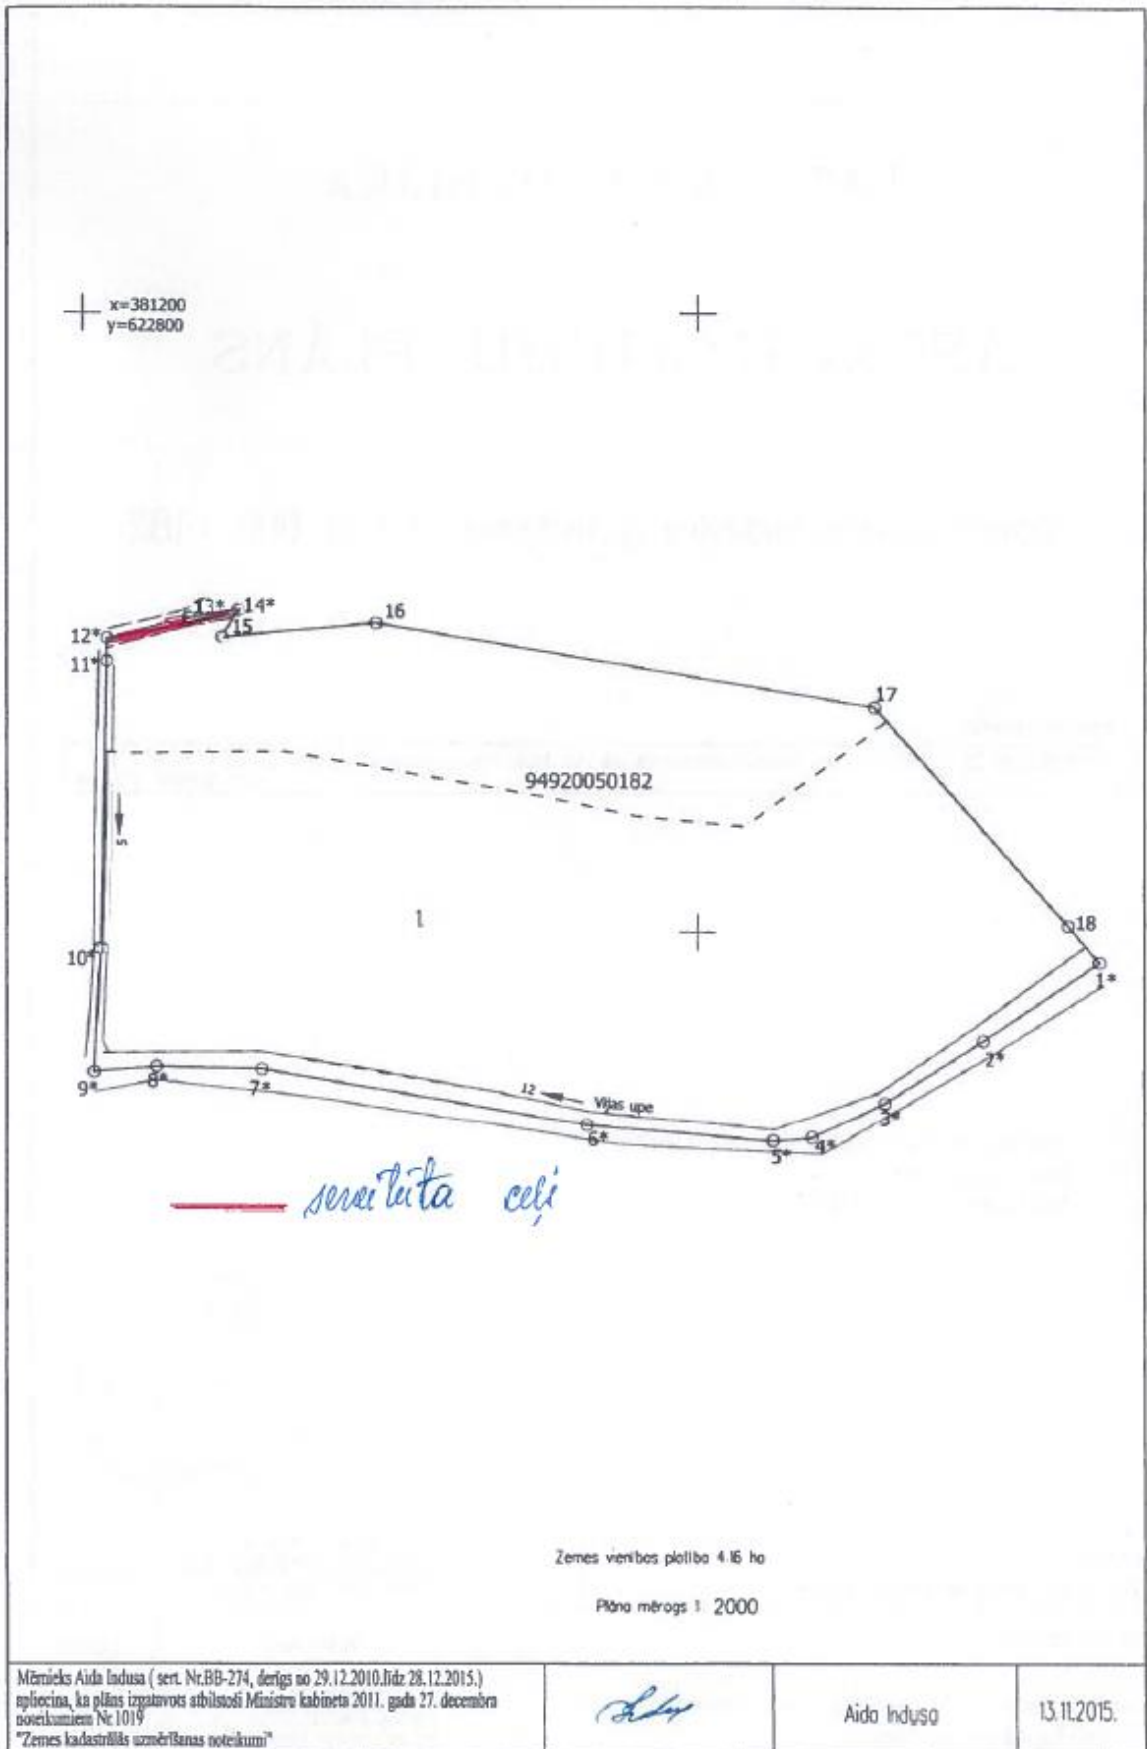 x=381200
y=622800
13*
14*
12*
15
16
11*
17
94920050182
5
1
18
10*
1*
2*
9*
8*
7*
12
Vijas upe
3*
6*
4*
5*
servitūta ceļi
Zemes vienības platība 4.16 ha
Plāna mērogs 1: 2000
Mērnieks Aida Indusa ( sert. Nr.BB-274, derīgs no 29.12.2010.līdz 28.12.2015.)
apliecina, ka plāns izgatavots atbilstoši Ministru kabineta 2011. gada 27. decembra
noteikumiem Nr.1019
"Zemes kadastrālās uzmērīšanas noteikumi"
Aida Indusa
13.11.2015.